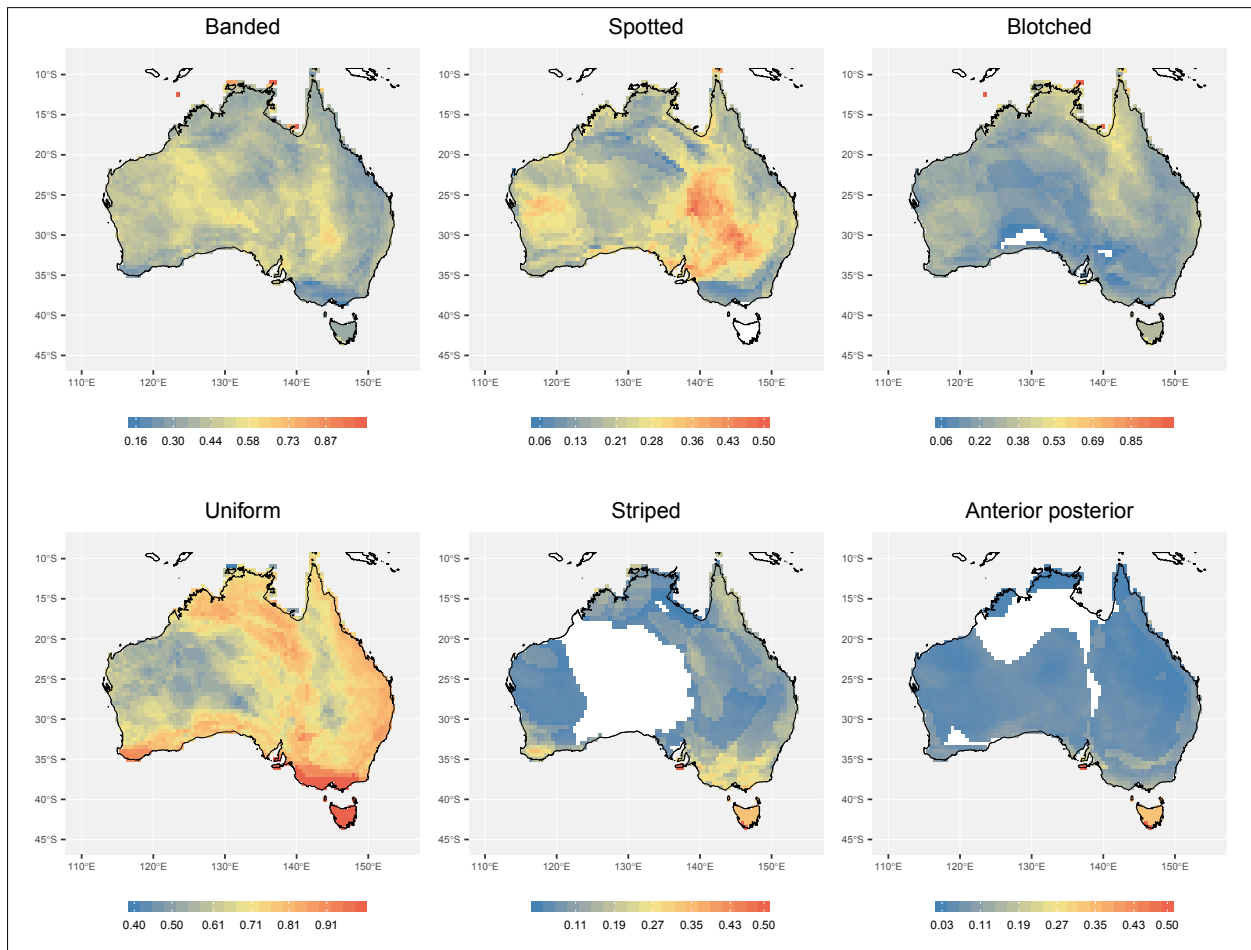 Banded Spotted Blotched
10°S 10°S 10°S
15°S 15°S 15°S
20°S 20°S 20°S
25°S 25°S 25°S
30°S 30°S 30°S
35°S 35°S 35°S
40°S 40°S 40°S
45°S 45°S 45°S
110°E 120°E 130°E 140°E 150°E 110°E 120°E 130°E 140°E 150°E 110°E 120°E 130°E 140°E 150°E
0.16 0.30 0.44 0.58 0.73 0.87 0.06 0.13 0.21 0.28 0.36 0.43 0.50 0.06 0.22 0.38 0.53 0.69 0.85
Uniform Striped Anterior posterior
10°S 10°S 10°S
15°S 15°S 15°S
20°S 20°S 20°S
25°S 25°S 25°S
30°S 30°S 30°S
35°S 35°S 35°S
40°S 40°S 40°S
45°S 45°S 45°S
110°E 120°E 130°E 140°E 150°E 110°E 120°E 130°E 140°E 150°E 110°E 120°E 130°E 140°E 150°E
0.40 0.50 0.61 0.71 0.81 0.91 0.11 0.19 0.27 0.35 0.43 0.50 0.03 0.11 0.19 0.27 0.35 0.43 0.51